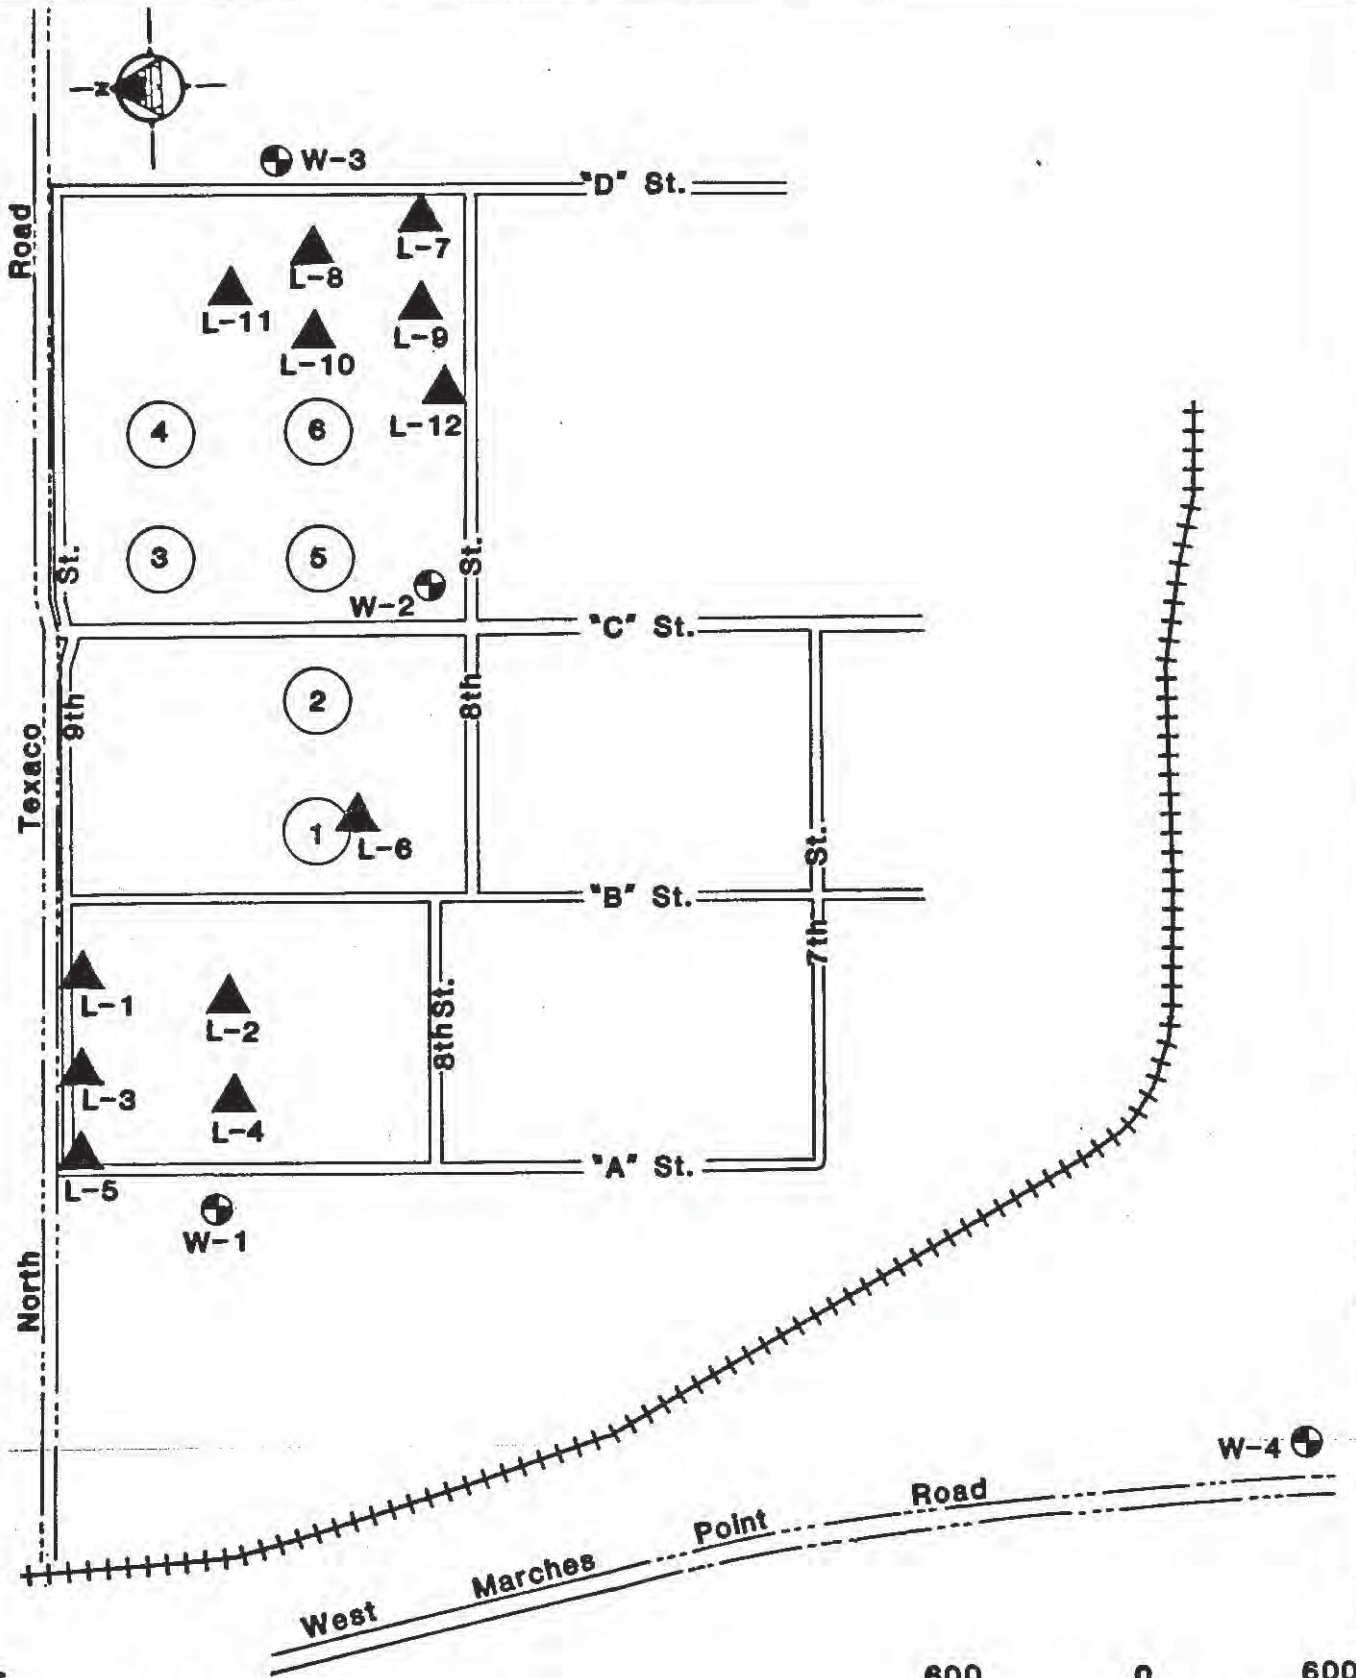 N
W-3
"D" St.
Road
L-7
L-8
L-11
L-9
L-10
L-12
4
6
3
5
St.
St.
W-2
"C" St.
2
8th
9th
Texaco
1
L-6
St.
"B" St.
7th
L-1
L-2
8th St.
L-3
L-4
"A" St.
L-5
W-1
North
W-4
West Marches Point Road
600 0 600